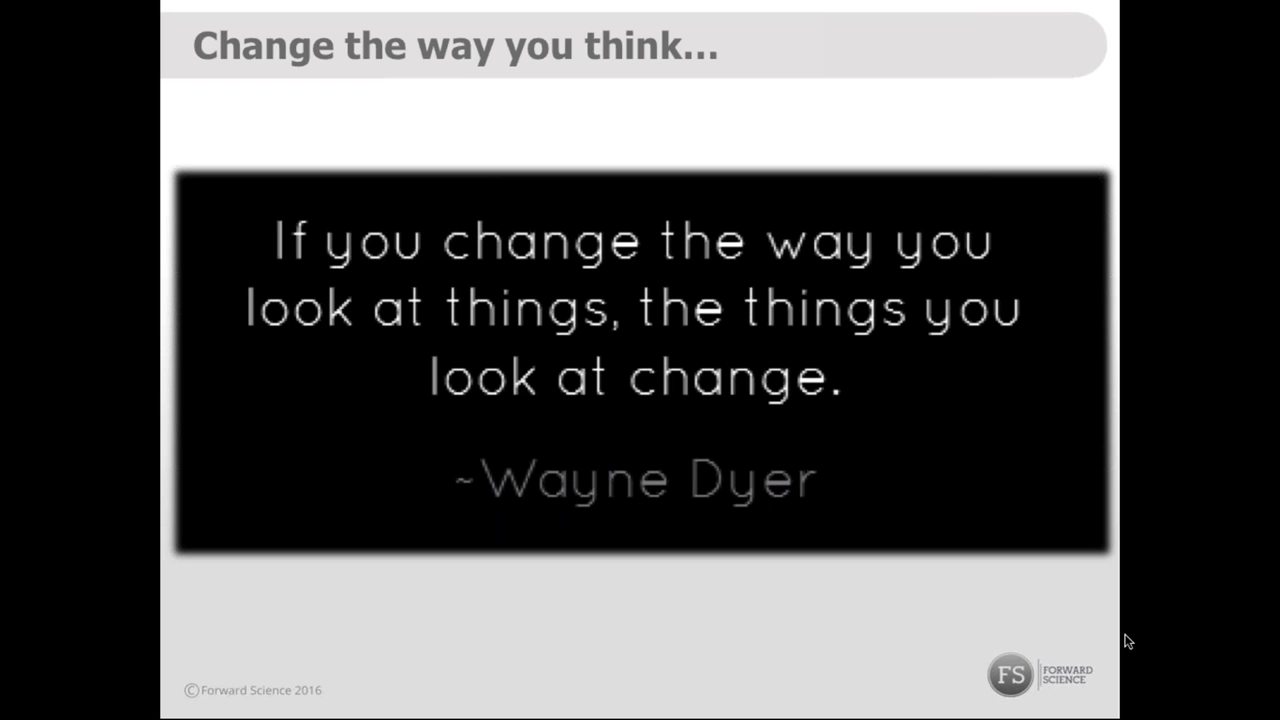 Change the way you think...
If you change the way you
look at things, the things you
look at change.
~Wayne Dyer
©Forward Science 2016
FS
FORWARD
SCIENCE